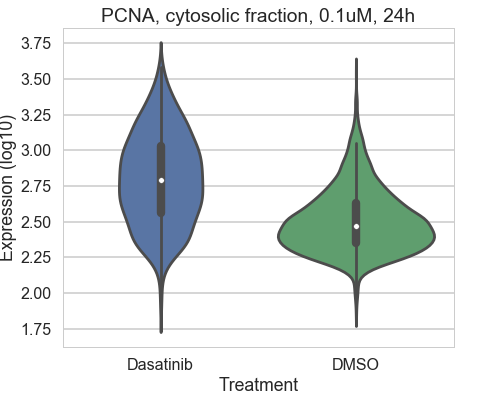 PCNA, cytosolic fraction, 0.1uM, 24h
3.75
3.50
3.25
3.00
2.75
2.50
2.25
2.00
1.75
Expression (log10)
Dasatinib DMSO
Treatment